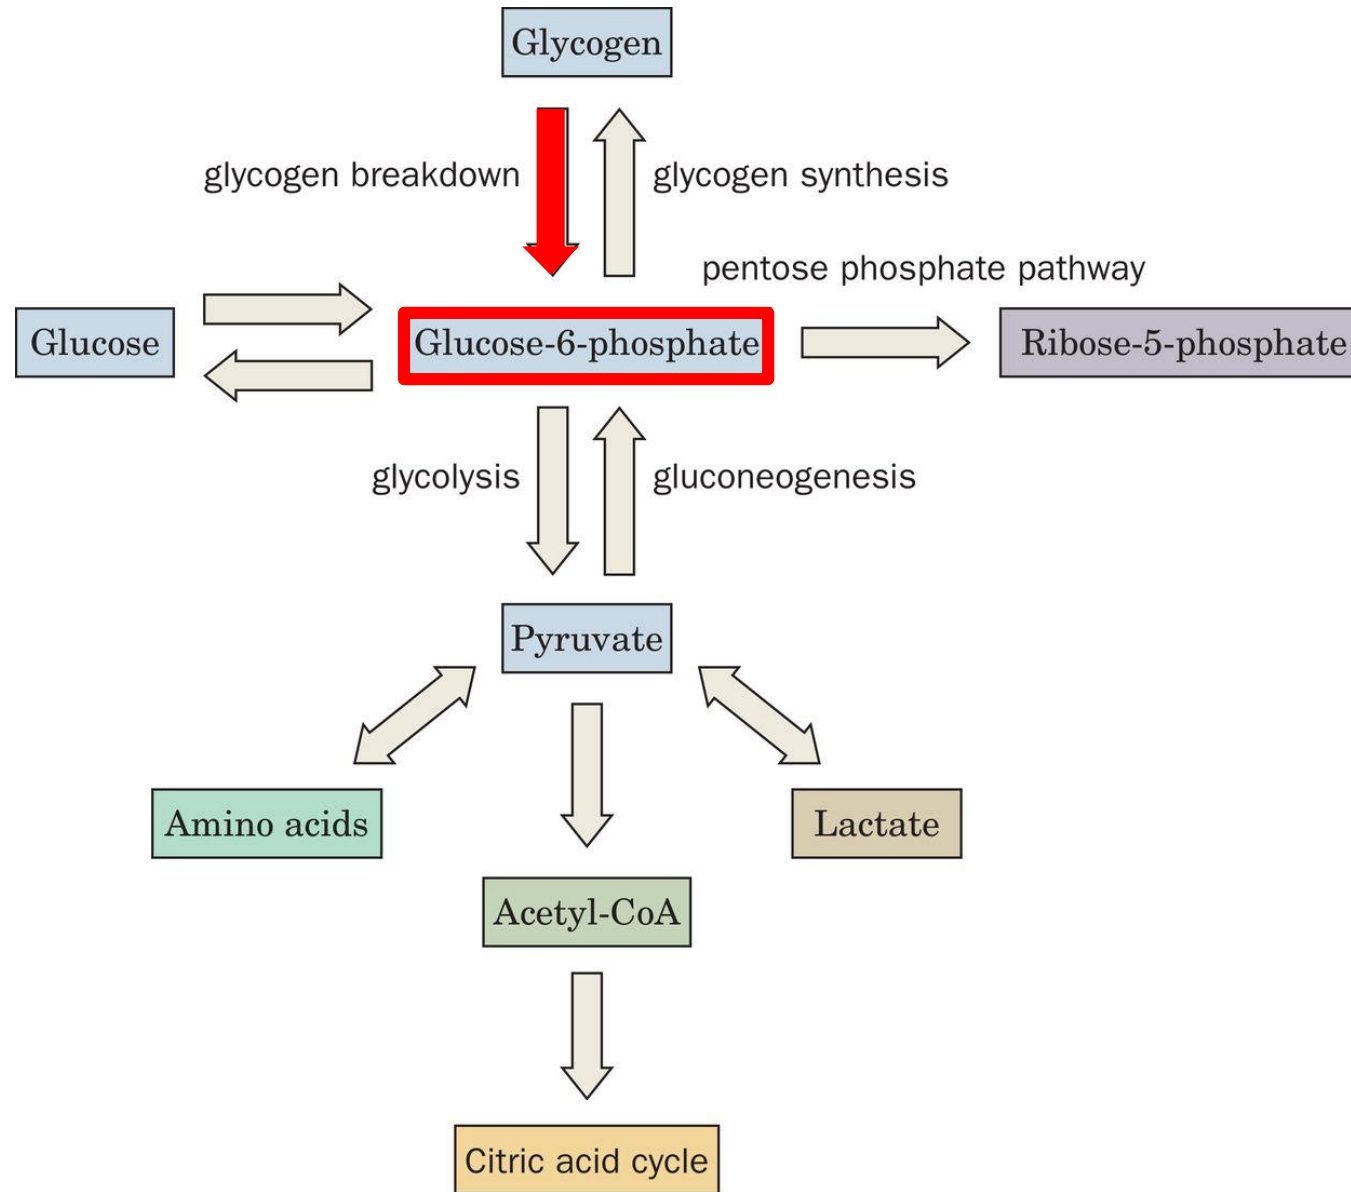 Glycogen
glycogen breakdown
glycogen synthesis
pentose phosphate pathway
Glucose
Glucose-6-phosphate
Ribose-5-phosphate
glycolysis
gluconeogenesis
Pyruvate
Amino acids
Lactate
Acetyl-CoA
Citric acid cycle